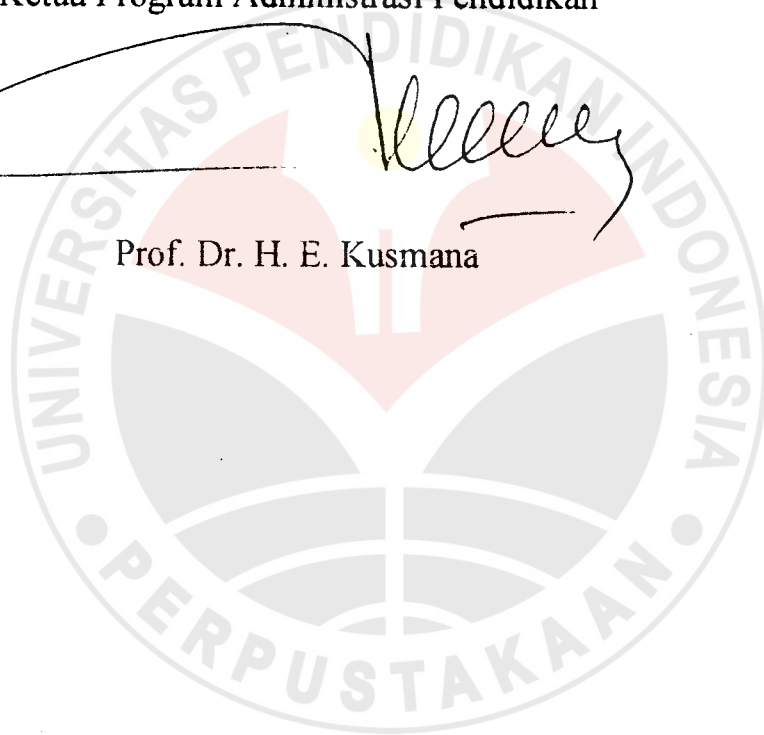 Ketua Program Administrasi Pendidikan
Prof. Dr. H. E. Kusmana
UNIVERSITAS PENDIDIKAN INDONESIA
PERPUSTAKAAN